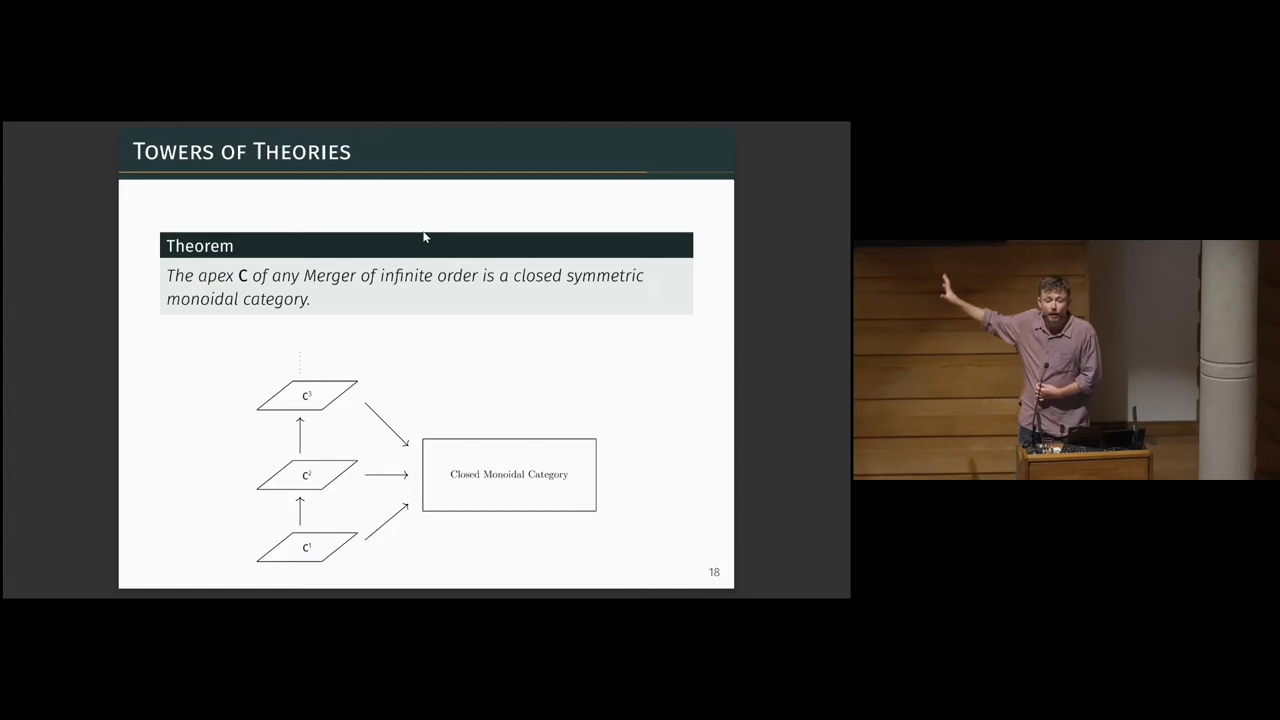 TOWERS OF THEORIES
Theorem
The apex C of any Merger of infinite order is a closed symmetric
monoidal category.
C³
C²
Closed Monoidal Category
C¹
18